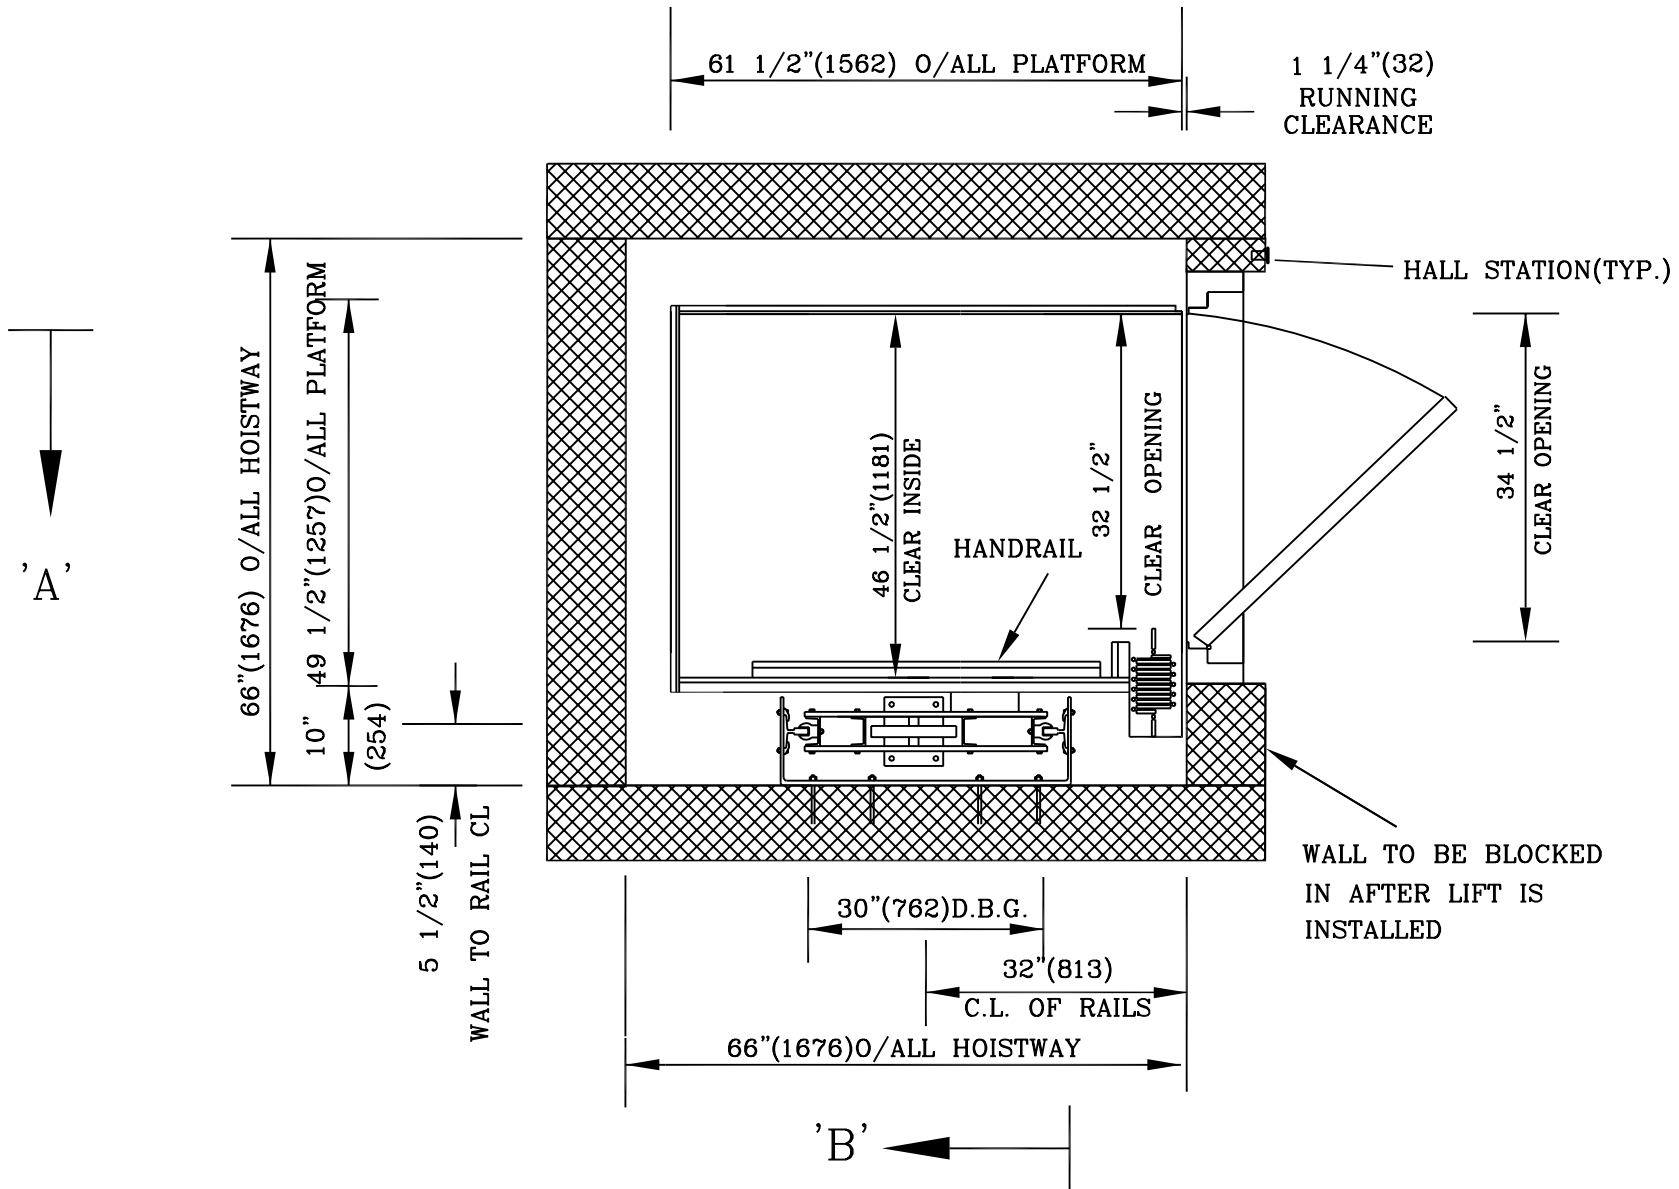 61 1/2"(1562) O/ALL PLATFORM
1 1/4"(32)
RUNNING
CLEARANCE
HALL STATION(TYP.)
66"(1676) O/ALL HOISTWAY
49 1/2"(1257)O/ALL PLATFORM
10"
(254)
5 1/2"(140)
WALL TO RAIL CL
'A'
46 1/2"(1181)
CLEAR INSIDE
HANDRAIL
32 1/2"
CLEAR OPENING
34 1/2"
CLEAR OPENING
WALL TO BE BLOCKED
IN AFTER LIFT IS
INSTALLED
30"(762)D.B.G.
32"(813)
C.L. OF RAILS
66"(1676)O/ALL HOISTWAY
'B'